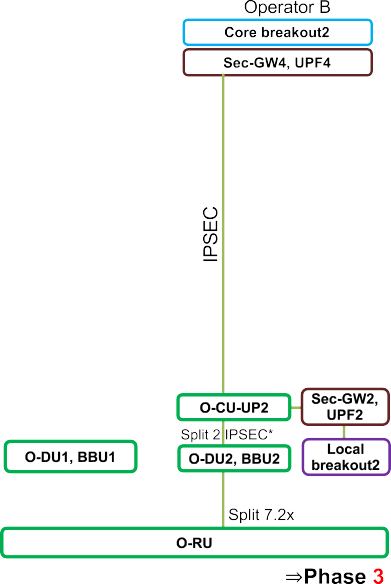 Operator B
Core breakout2
Sec-GW4, UPF4
IPSEC
O-CU-UP2
Sec-GW2,
UPF2
Split 2 IPSEC*
O-DU1, BBU1
O-DU2, BBU2
Local
breakout2
Split 7.2x
O-RU
⇒Phase 3